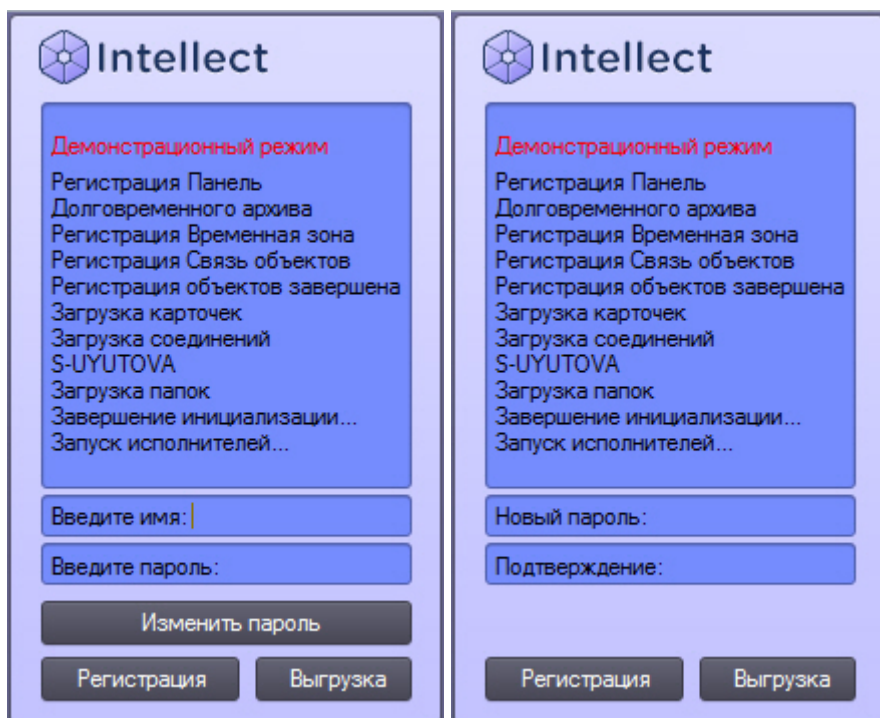 Intellect
Демонстрационный режим
Регистрация Панель
Долговременного архива
Регистрация Временная зона
Регистрация Связь объектов
Регистрация объектов завершена
Загрузка карточек
Загрузка соединений
S-UYUTOVA
Загрузка папок
Завершение инициализации...
Запуск исполнителей...
Введите имя:
Введите пароль:
Изменить пароль
Регистрация Выгрузка
Intellect
Демонстрационный режим
Регистрация Панель
Долговременного архива
Регистрация Временная зона
Регистрация Связь объектов
Регистрация объектов завершена
Загрузка карточек
Загрузка соединений
S-UYUTOVA
Загрузка папок
Завершение инициализации...
Запуск исполнителей...
Новый пароль:
Подтверждение:
Регистрация Выгрузка